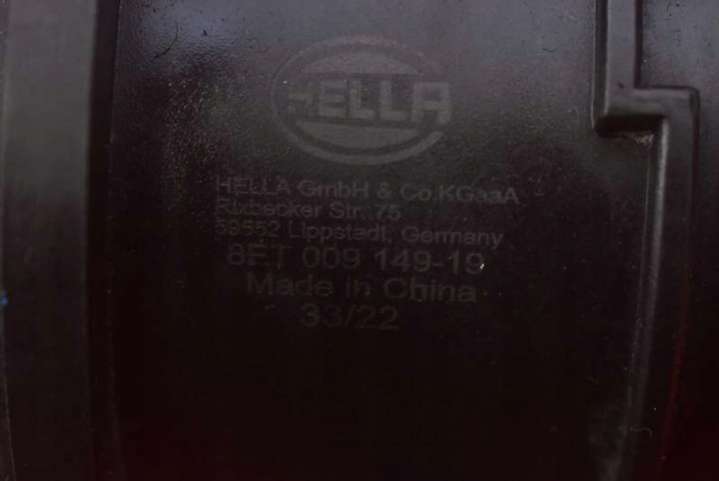 HELLA
HELLA GmbH & Co.KGaaA
Rixbecker Str. 75
59552 Lippstadt, Germany
8ET 009 149-19
Made in China
33/22